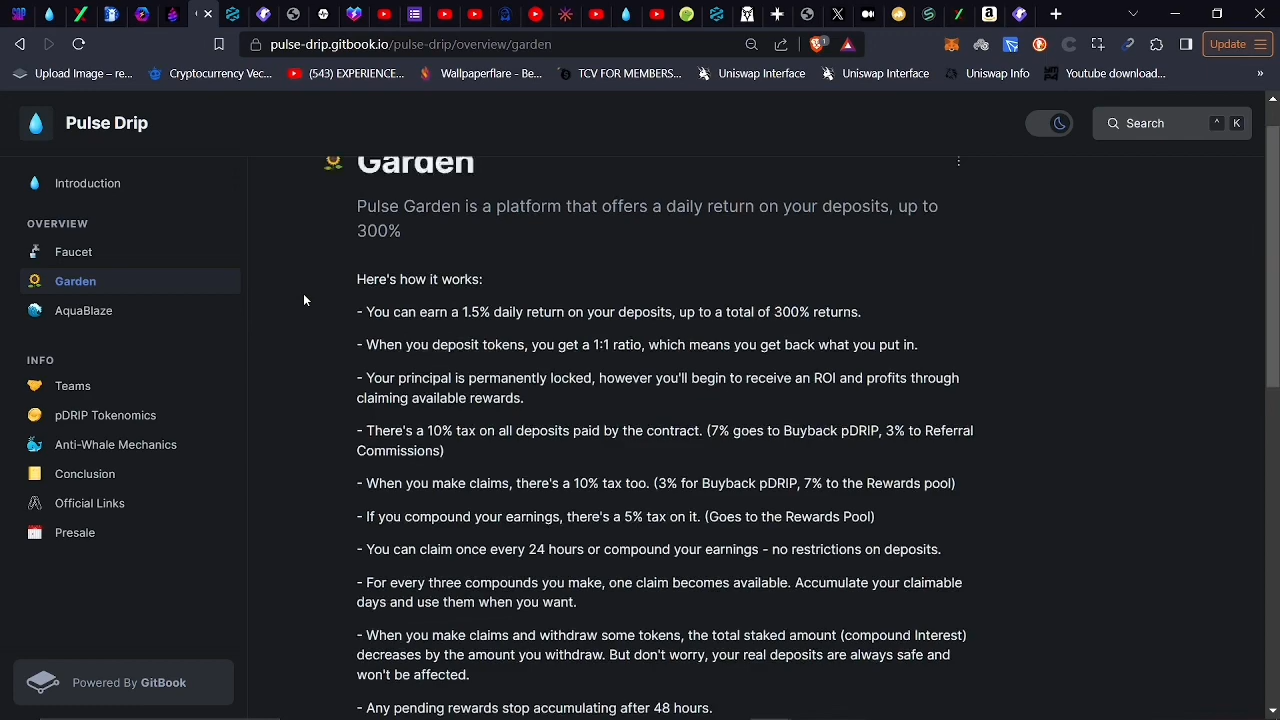 pulse-drip.gitbook.io/pulse-drip/overview/garden
1
Update
Upload Image – re...
Cryptocurrency Vec...
(543) EXPERIENCE...
Wallpaperflare - Be...
TCV FOR MEMBERS...
Uniswap Interface
Uniswap Interface
Uniswap Info
Youtube download...
»
Pulse Drip
Search
^ K
Introduction
OVERVIEW
Faucet
Garden
AquaBlaze
INFO
Teams
pDRIP Tokenomics
Anti-Whale Mechanics
Conclusion
Official Links
Presale
Powered By GitBook
Garden
Pulse Garden is a platform that offers a daily return on your deposits, up to
300%
Here's how it works:
- You can earn a 1.5% daily return on your deposits, up to a total of 300% returns.
- When you deposit tokens, you get a 1:1 ratio, which means you get back what you put in.
- Your principal is permanently locked, however you'll begin to receive an ROI and profits through
claiming available rewards.
- There's a 10% tax on all deposits paid by the contract. (7% goes to Buyback pDRIP, 3% to Referral
Commissions)
- When you make claims, there's a 10% tax too. (3% for Buyback pDRIP, 7% to the Rewards pool)
- If you compound your earnings, there's a 5% tax on it. (Goes to the Rewards Pool)
- You can claim once every 24 hours or compound your earnings - no restrictions on deposits.
- For every three compounds you make, one claim becomes available. Accumulate your claimable
days and use them when you want.
- When you make claims and withdraw some tokens, the total staked amount (compound Interest)
decreases by the amount you withdraw. But don't worry, your real deposits are always safe and
won't be affected.
- Any pending rewards stop accumulating after 48 hours.